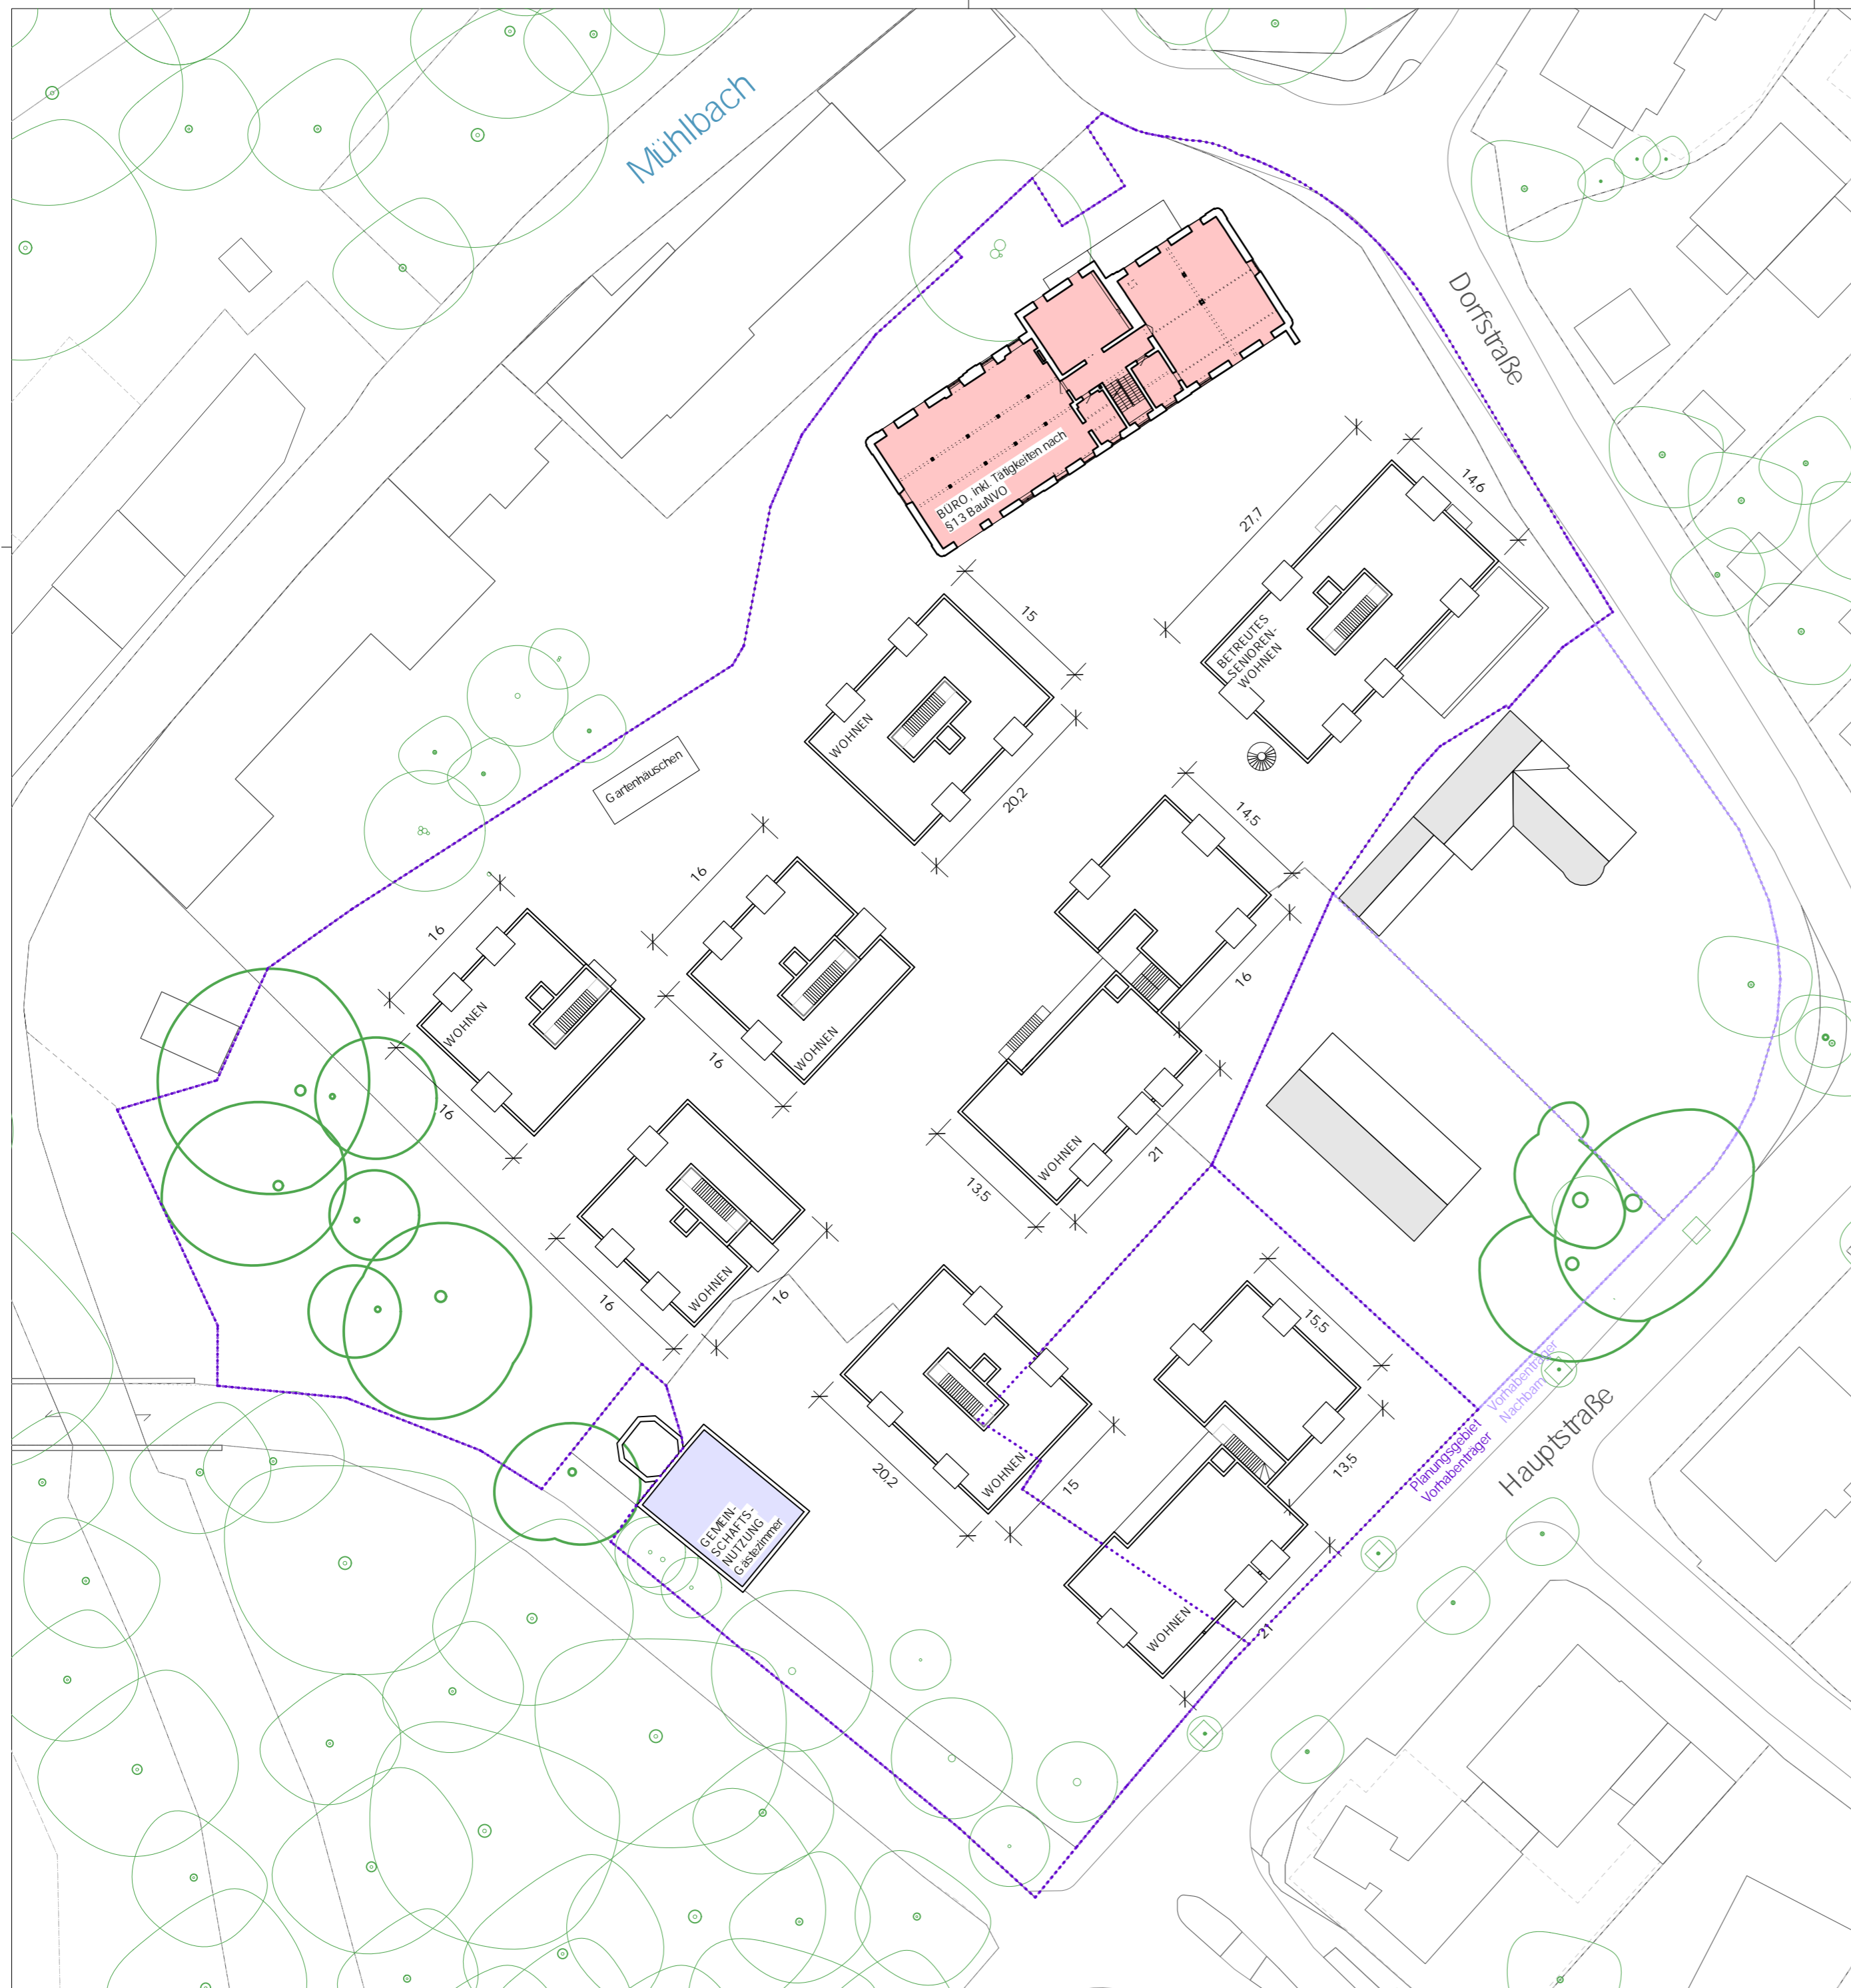 Mühlbach
Dorfstraße
BÜRO, inkl. Tätigkeiten nach
§13 BauNVO
14,6
27,7
BETREUTES
SENIOREN-
WOHNEN
15
WOHNEN
20,2
Gartenhäuschen
14,5
16
16
16
WOHNEN
16
WOHNEN
16
16
21
WOHNEN
13,5
WOHNEN
16
16
15,5
Vorhabenträger
Nachbarn
Planungsgebiet
Vorhabenträger
Hauptstraße
20,2
WOHNEN
15
13,5
GEMEIN-
SCHAFTS-
NUTZUNG
Gästezimmer
WOHNEN
21